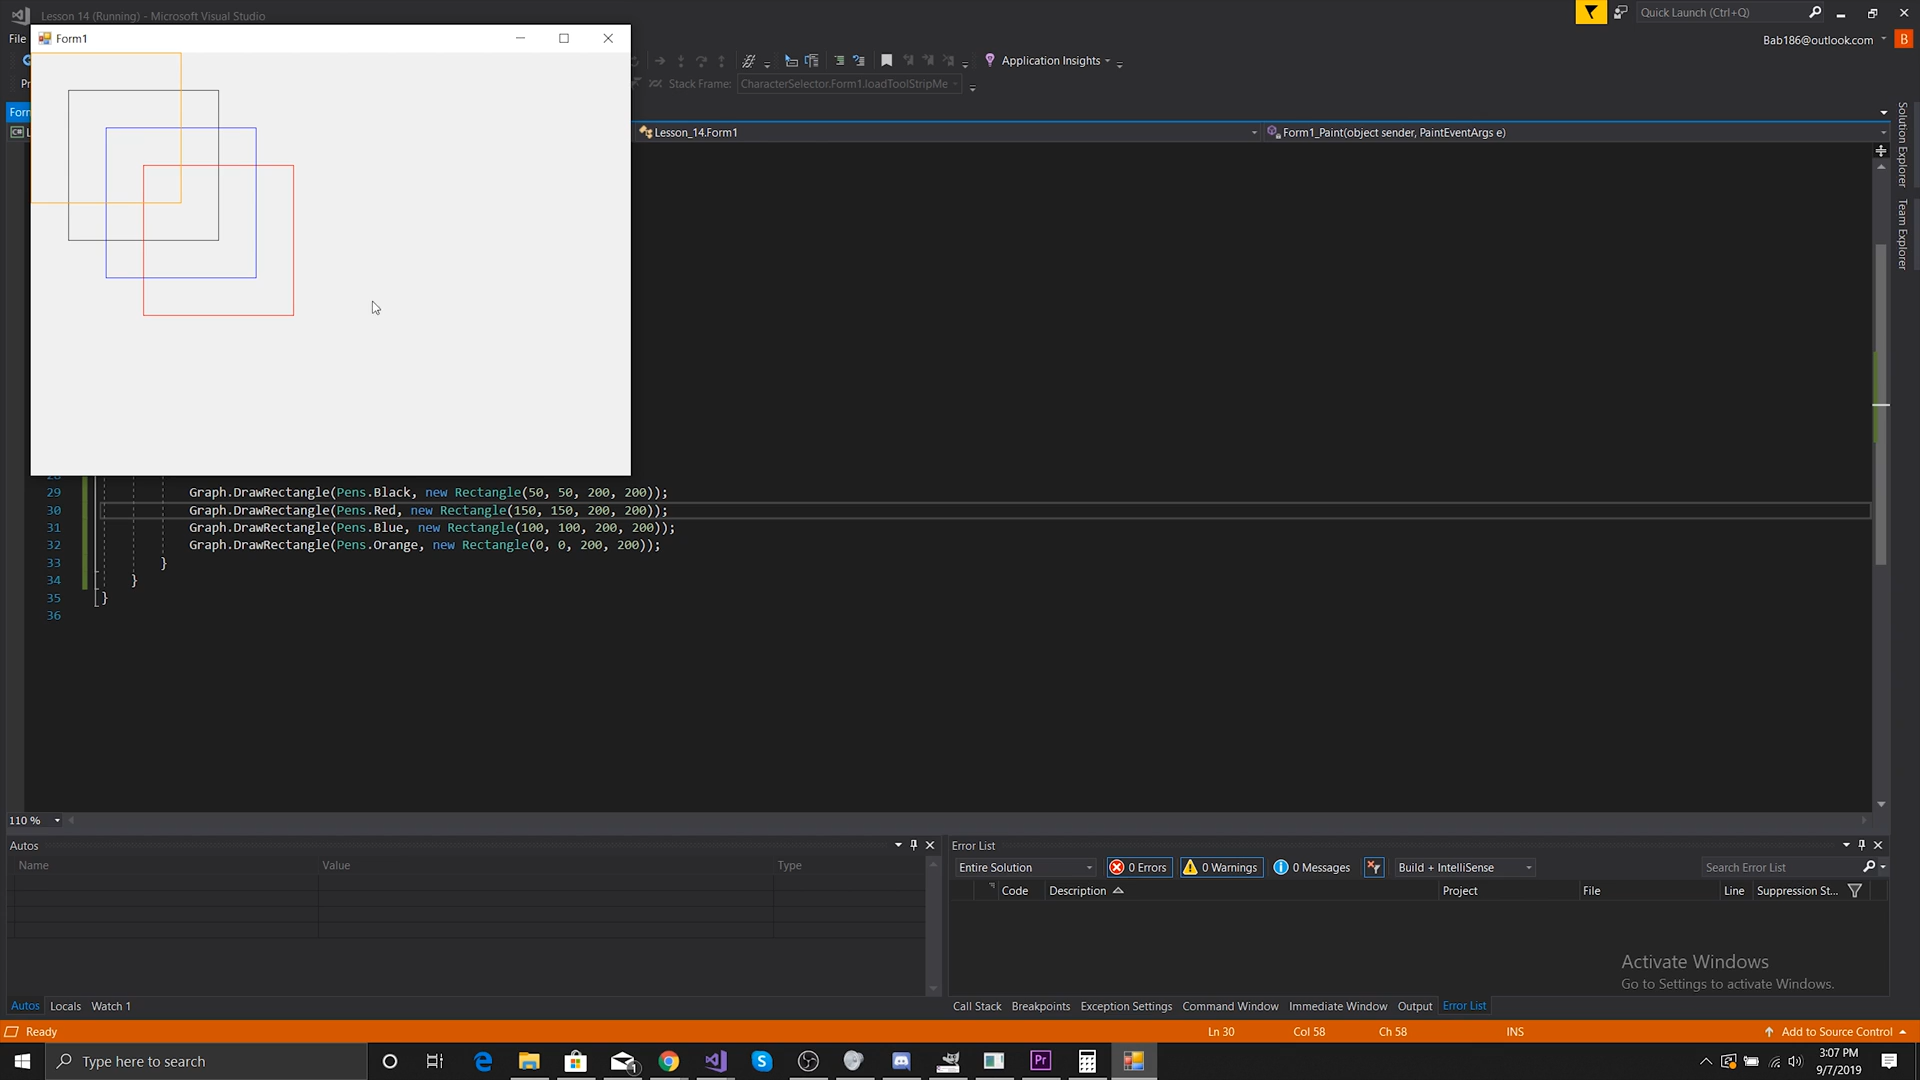 Lesson 14 (Running) - Microsoft Visual Studio
Quick Launch (Ctrl+Q)
Form1
File
Bab186@outlook.com
B
Application Insights
Pr
Stack Frame:
CharacterSelector.Form1.loadToolStripMe
Form
Lesson_14.Form1
Form1_Paint(object sender, PaintEventArgs e)
Solution Explorer
Team Explorer
28
29 Graph.DrawRectangle(Pens.Black, new Rectangle(50, 50, 200, 200));
30 Graph.DrawRectangle(Pens.Red, new Rectangle(150, 150, 200, 200));
31 Graph.DrawRectangle(Pens.Blue, new Rectangle(100, 100, 200, 200));
32 Graph.DrawRectangle(Pens.Orange, new Rectangle(0, 0, 200, 200));
33 }
34 }
35 }
36
110 %
Autos
Name Value Type
Autos Locals Watch 1
Error List
Entire Solution 0 Errors 0 Warnings 0 Messages Build + IntelliSense Search Error List
Code Description Project File Line Suppression St...
Activate Windows
Go to Settings to activate Windows.
Call Stack Breakpoints Exception Settings Command Window Immediate Window Output Error List
Ready Ln 30 Col 58 Ch 58 INS Add to Source Control
Type here to search
3:07 PM
9/7/2019